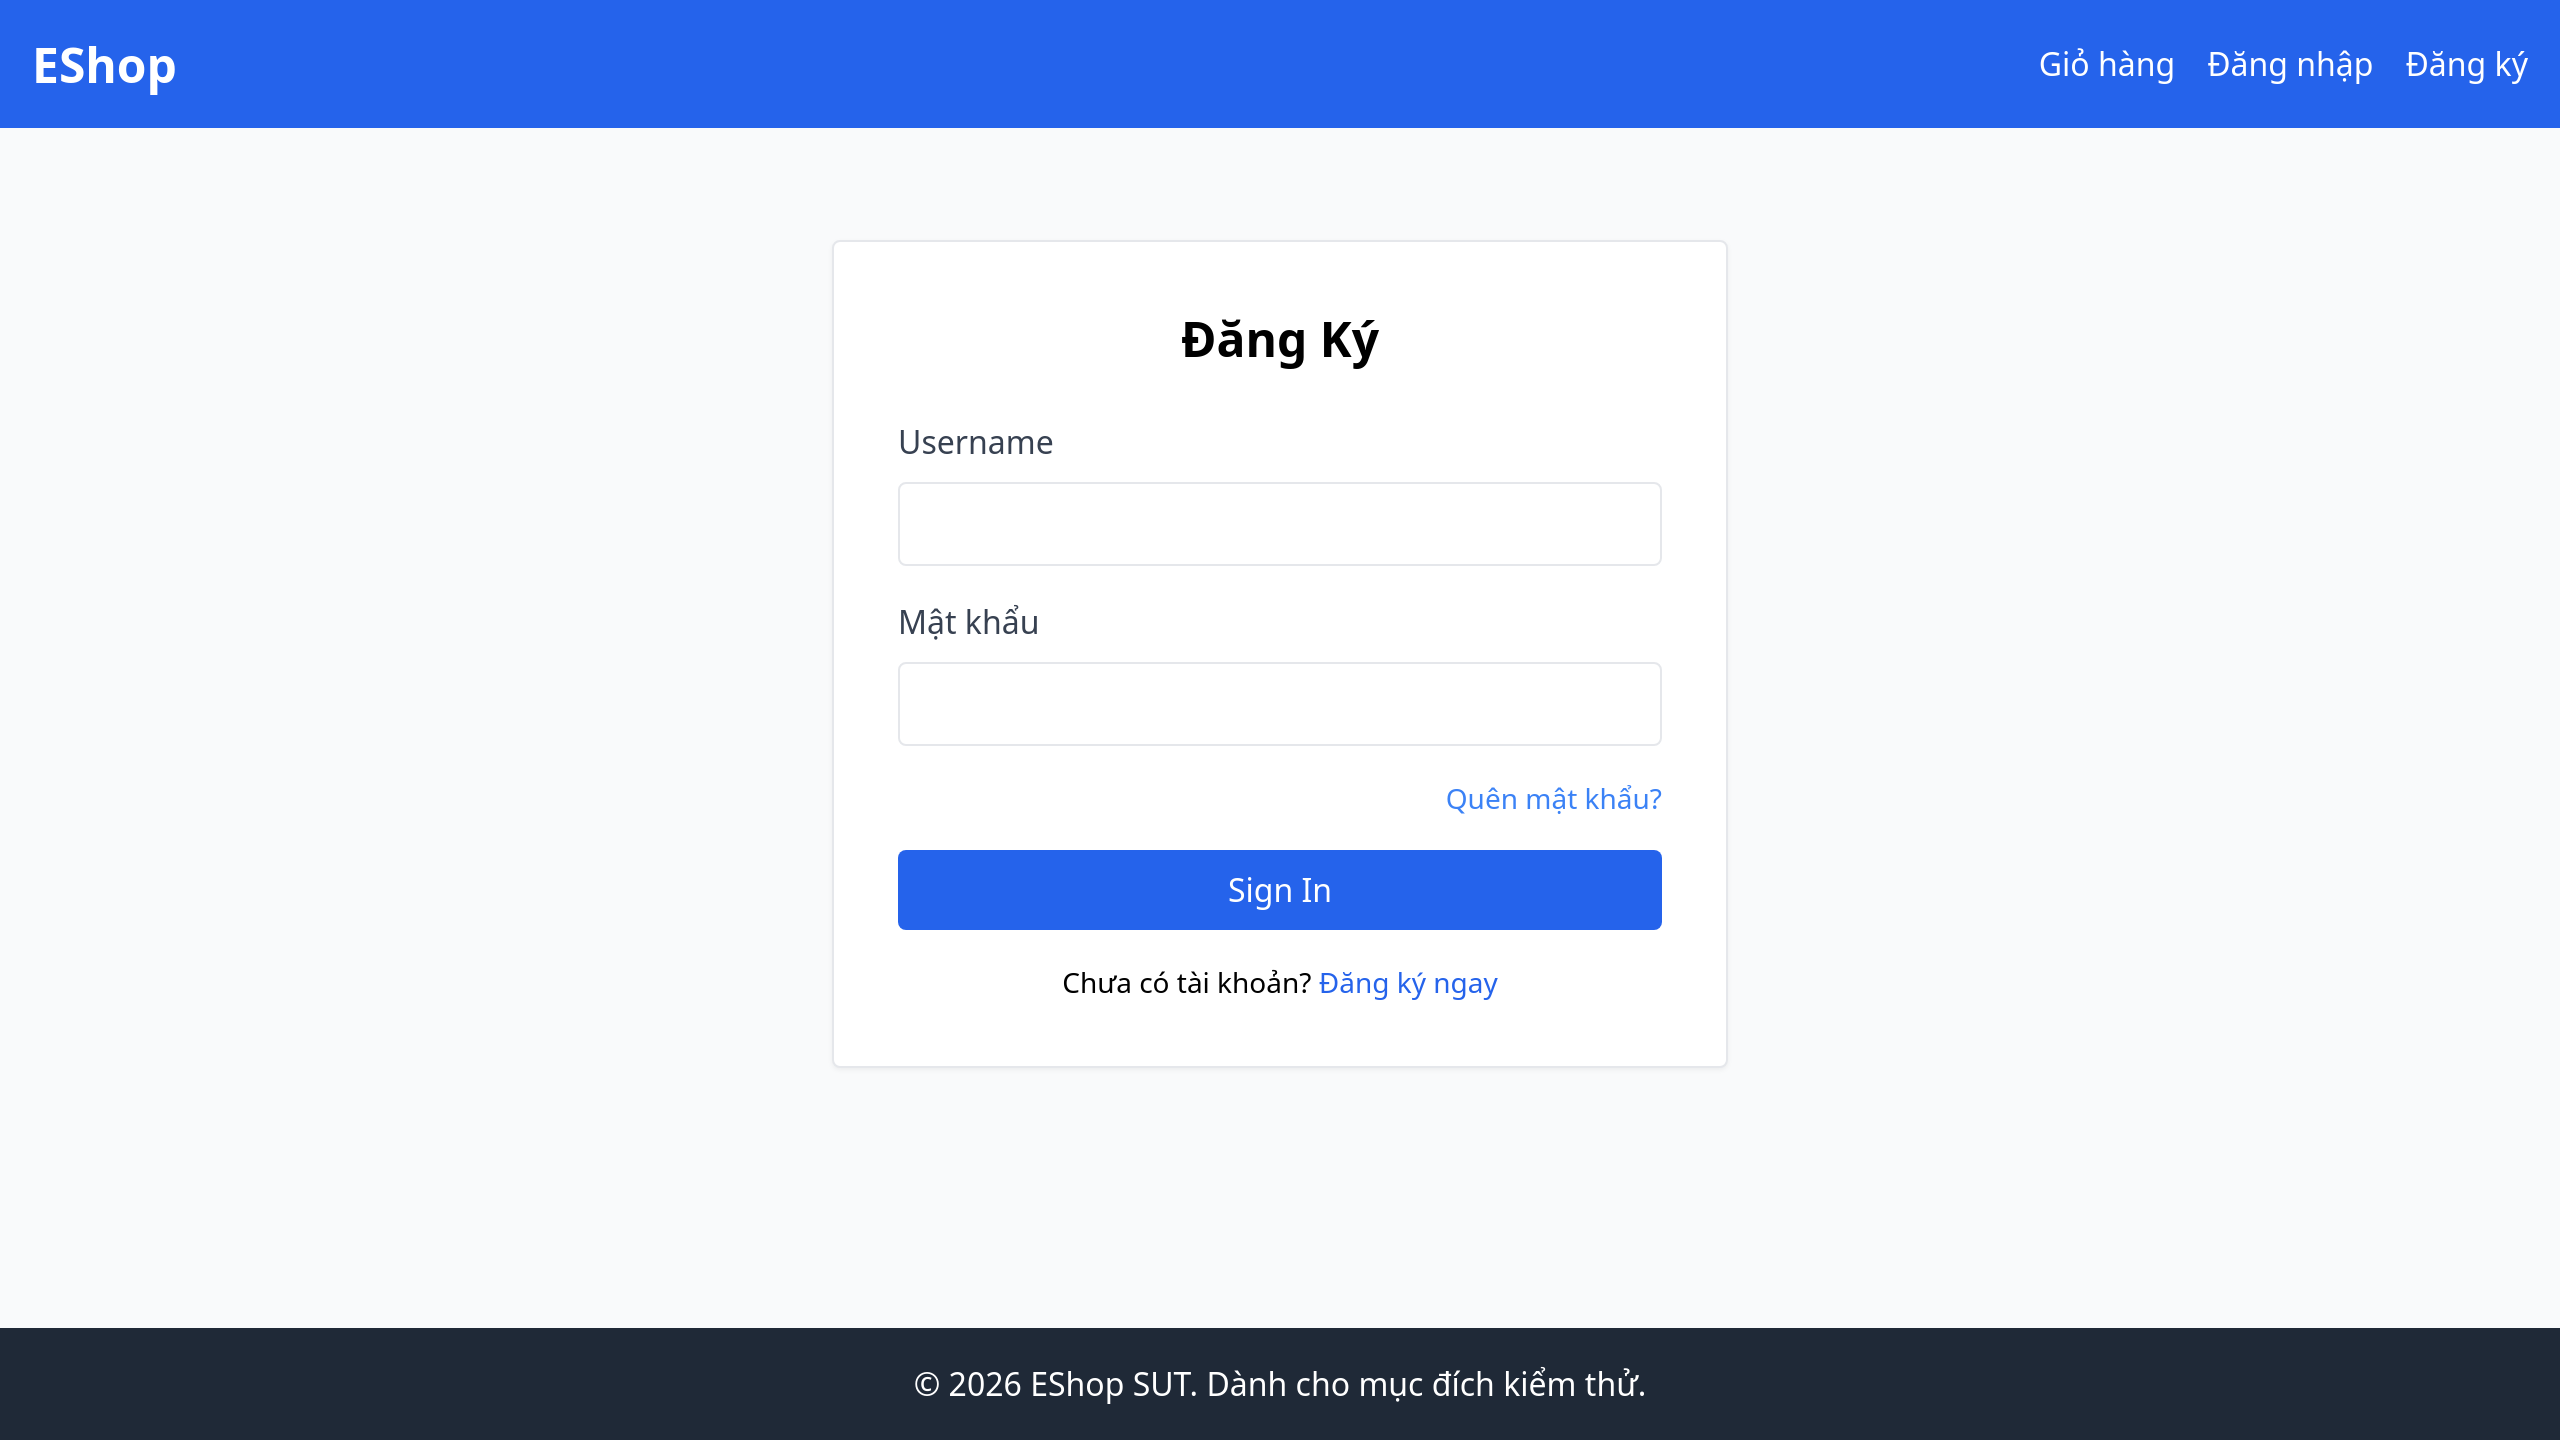 EShop
Giỏ hàng Đăng nhập Đăng ký
Đăng Ký
Username
Mật khẩu
Quên mật khẩu?
Sign In
Chưa có tài khoản? Đăng ký ngay
© 2026 EShop SUT. Dành cho mục đích kiểm thử.